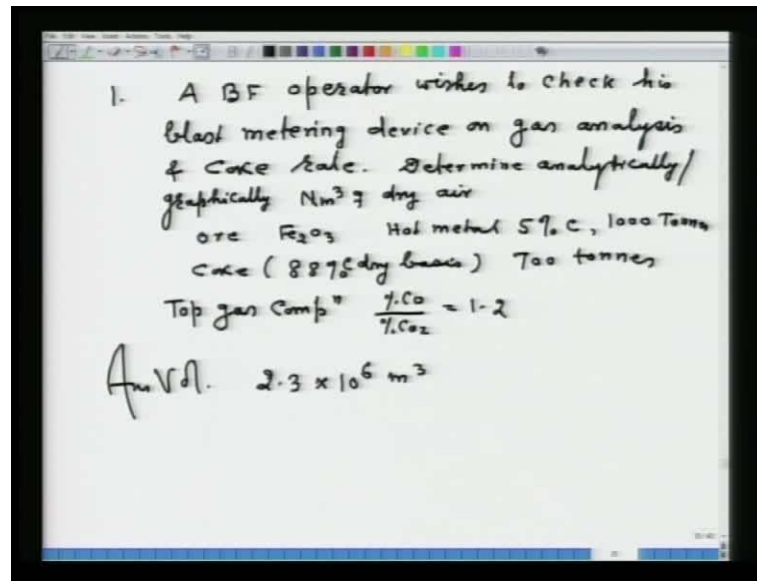 1. A BF operator wishes to check his
blast metering device on gas analysis
& Coke rate. Determine analytically/
graphically Nm³ of dry air
ore Fe₂O₃ Hot metal 5% C, 1000 Tonnes
Coke (88% C dry basis) 700 tonnes
Top gas Compⁿ %CO/%CO₂ = 1.2
Ans Vol. 2.3 × 10⁶ m³